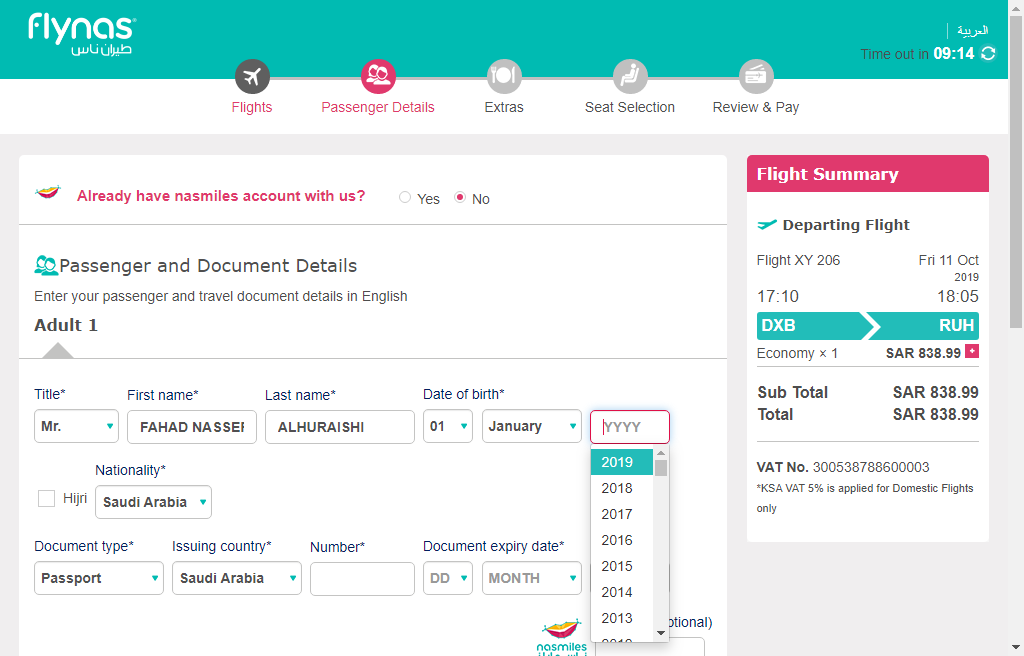 flynas
طيران ناس
العربية
Time out in 09:14
Flights
Passenger Details
Extras
Seat Selection
Review & Pay
Already have nasmiles account with us?
Yes
No
Passenger and Document Details
Enter your passenger and travel document details in English
Adult 1
Title* First name* Last name* Date of birth*
Mr. FAHAD NASSER ALHURAISHI 01 January YYYY
2019
2018
2017
2016
2015
2014
2013
Nationality*
Hijri Saudi Arabia
Document type* Issuing country* Number* Document expiry date*
Passport Saudi Arabia DD MONTH
nasmiles
Flight Summary
Departing Flight
Flight XY 206 Fri 11 Oct
2019
17:10 18:05
DXB RUH
Economy × 1 SAR 838.99 +
Sub Total SAR 838.99
Total SAR 838.99
VAT No. 300538788600003
*KSA VAT 5% is applied for Domestic Flights
only